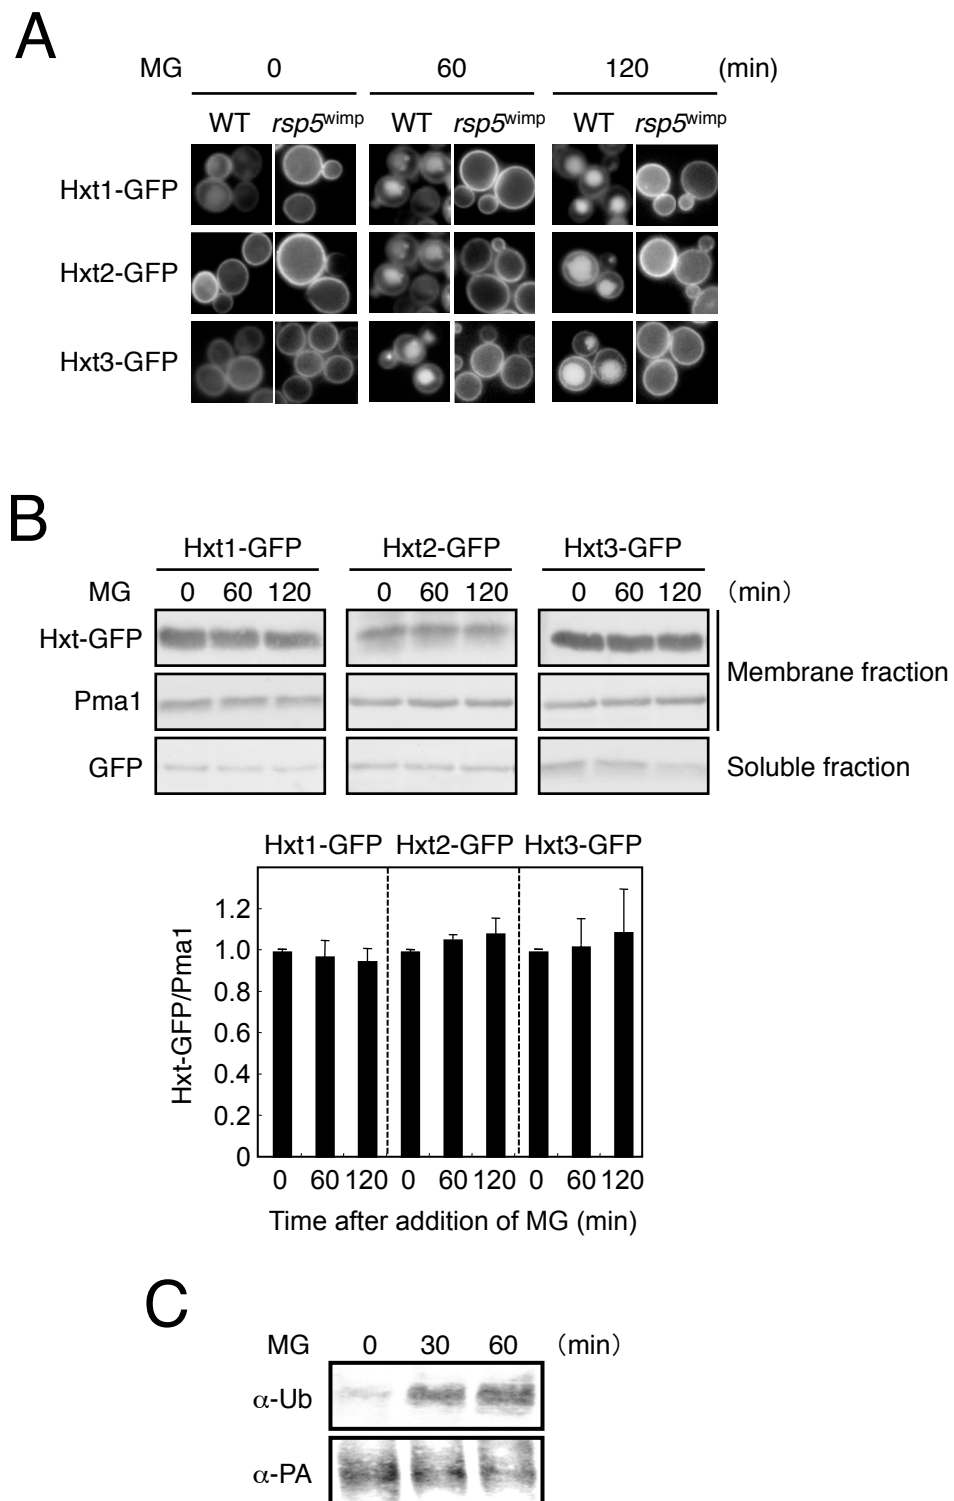 A
MG 0 60 120 (min)
WT rsp5wimp WT rsp5wimp WT rsp5wimp
Hxt1-GFP
Hxt2-GFP
Hxt3-GFP
B
Hxt1-GFP Hxt2-GFP Hxt3-GFP
MG 0 60 120 0 60 120 0 60 120 (min)
Hxt-GFP
Membrane fraction
Pma1
GFP Soluble fraction
Hxt1-GFP Hxt2-GFP Hxt3-GFP
Hxt-GFP/Pma1
1.2
1.0
0.8
0.6
0.4
0.2
0
0 60 120 0 60 120 0 60 120
Time after addition of MG (min)
C
MG 0 30 60 (min)
α-Ub
α-PA